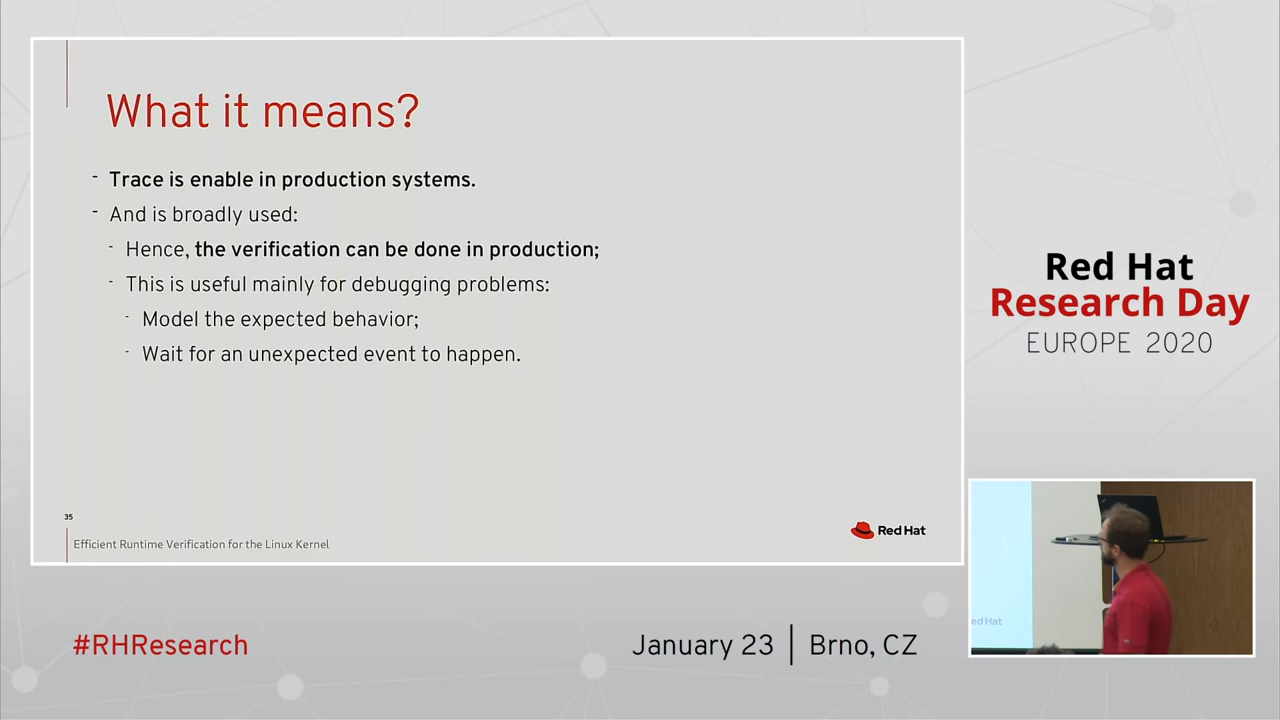 What it means?
- Trace is enable in production systems.
- And is broadly used:
- Hence, the verification can be done in production;
- This is useful mainly for debugging problems:
- Model the expected behavior;
- Wait for an unexpected event to happen.
35
Efficient Runtime Verification for the Linux Kernel
Red Hat
Red Hat
Research Day
EUROPE 2020
ed Hat
#RHResearch
January 23 | Brno, CZ